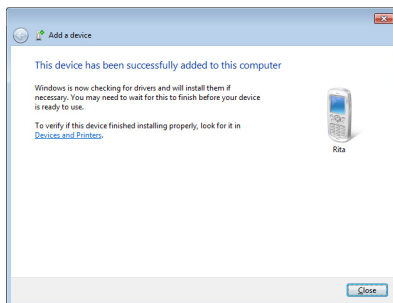 Add a device
This device has been successfully added to this computer
Windows is now checking for drivers and will install them if
necessary. You may need to wait for this to finish before your device
is ready to use.
To verify if this device finished installing properly, look for it in
Devices and Printers.
Rita
Close